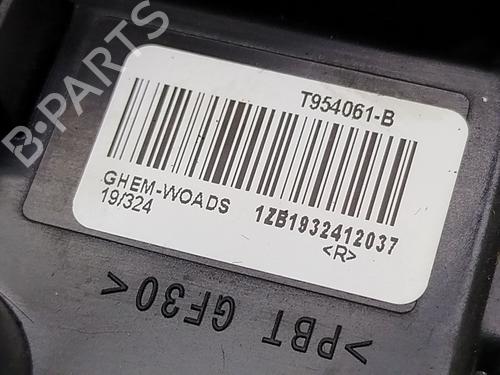 B-PARTS
T954061-B
GHEM-WOADS
1ZB1932412037
19/324
<R>
>PBT GF30<